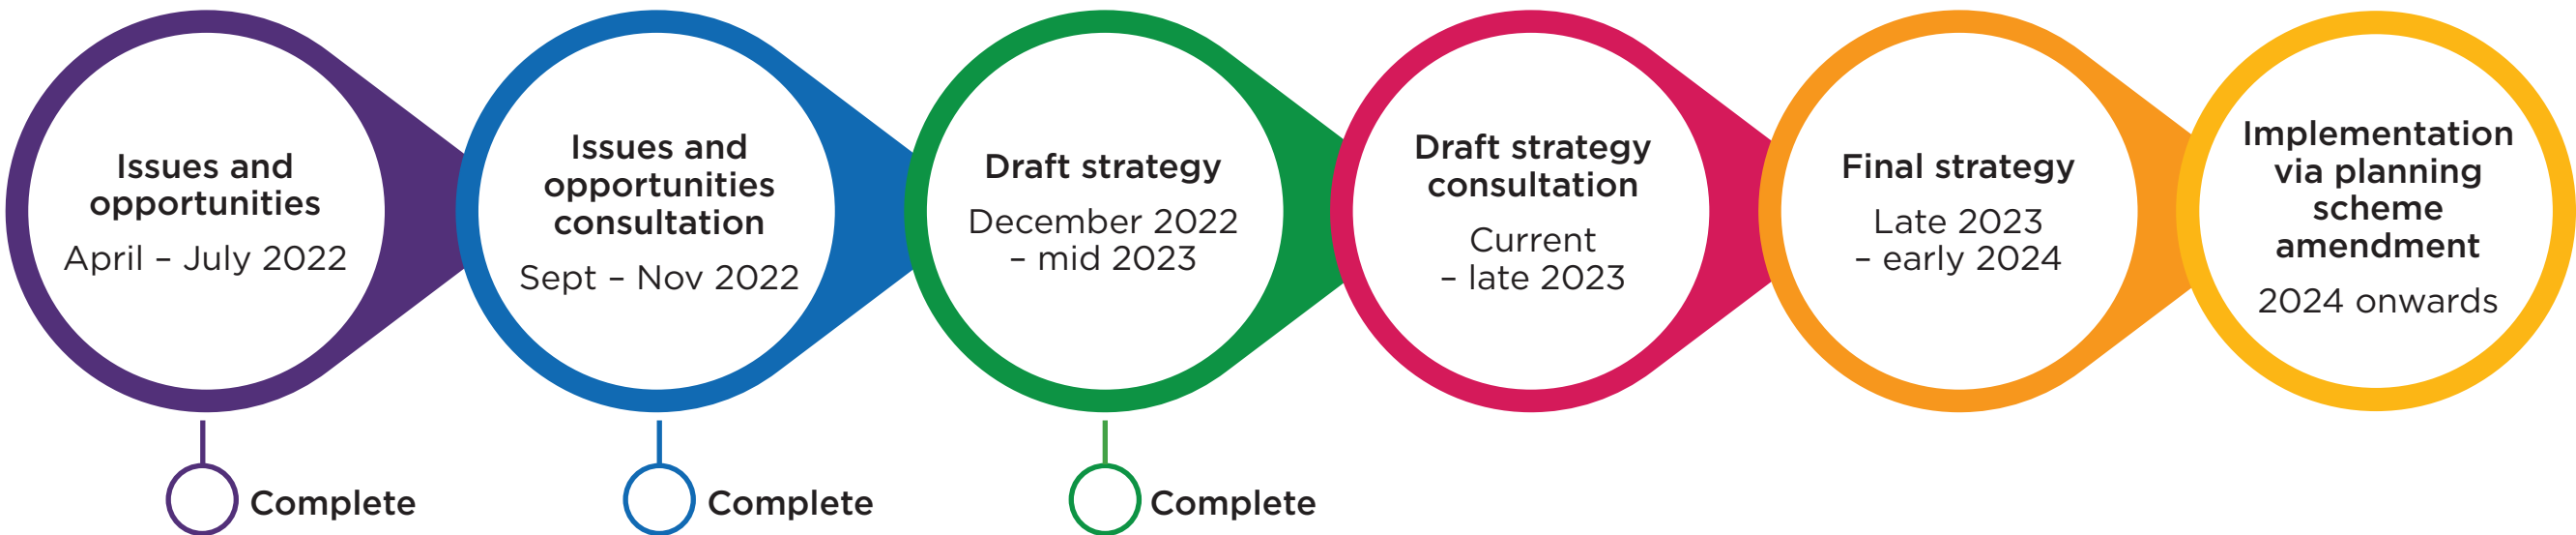 Issues and
opportunities
April – July 2022
Complete
Issues and
opportunities
consultation
Sept – Nov 2022
Complete
Draft strategy
December 2022
– mid 2023
Complete
Draft strategy
consultation
Current
– late 2023
Final strategy
Late 2023
– early 2024
Implementation
via planning
scheme
amendment
2024 onwards